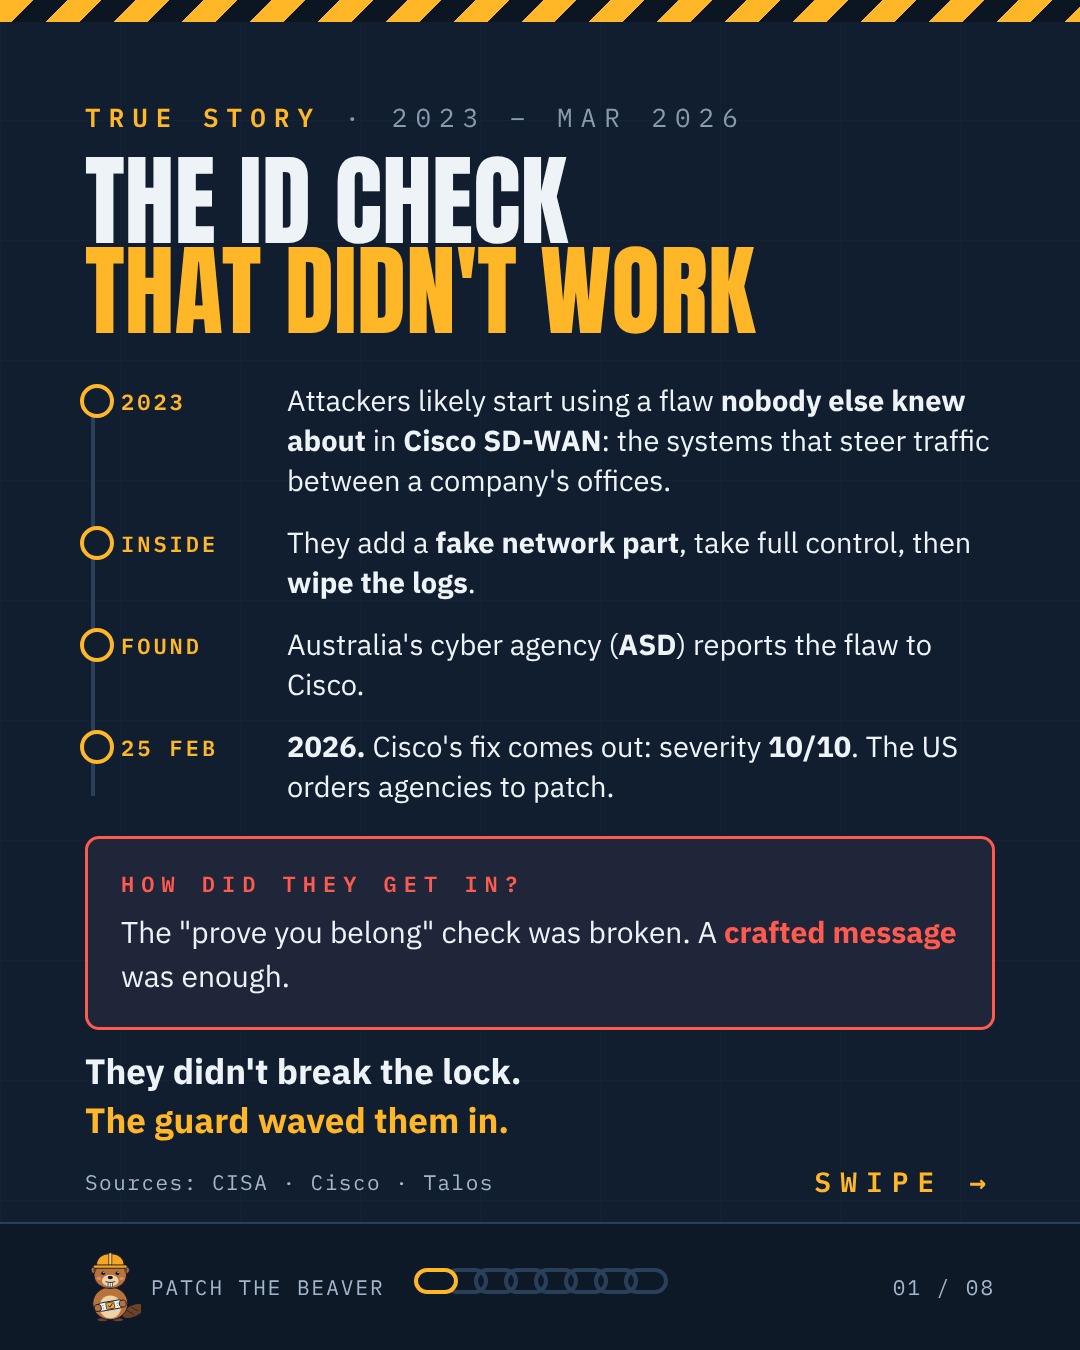 TRUE STORY · 2023 – MAR 2026
THE ID CHECK
THAT DIDN'T WORK
2023
Attackers likely start using a flaw nobody else knew
about in Cisco SD-WAN: the systems that steer traffic
between a company's offices.
INSIDE
They add a fake network part, take full control, then
wipe the logs.
FOUND
Australia's cyber agency (ASD) reports the flaw to
Cisco.
25 FEB
2026. Cisco's fix comes out: severity 10/10. The US
orders agencies to patch.
HOW DID THEY GET IN?
The "prove you belong" check was broken. A crafted message
was enough.
They didn't break the lock.
The guard waved them in.
Sources: CISA · Cisco · Talos
SWIPE →
PATCH THE BEAVER
01 / 08